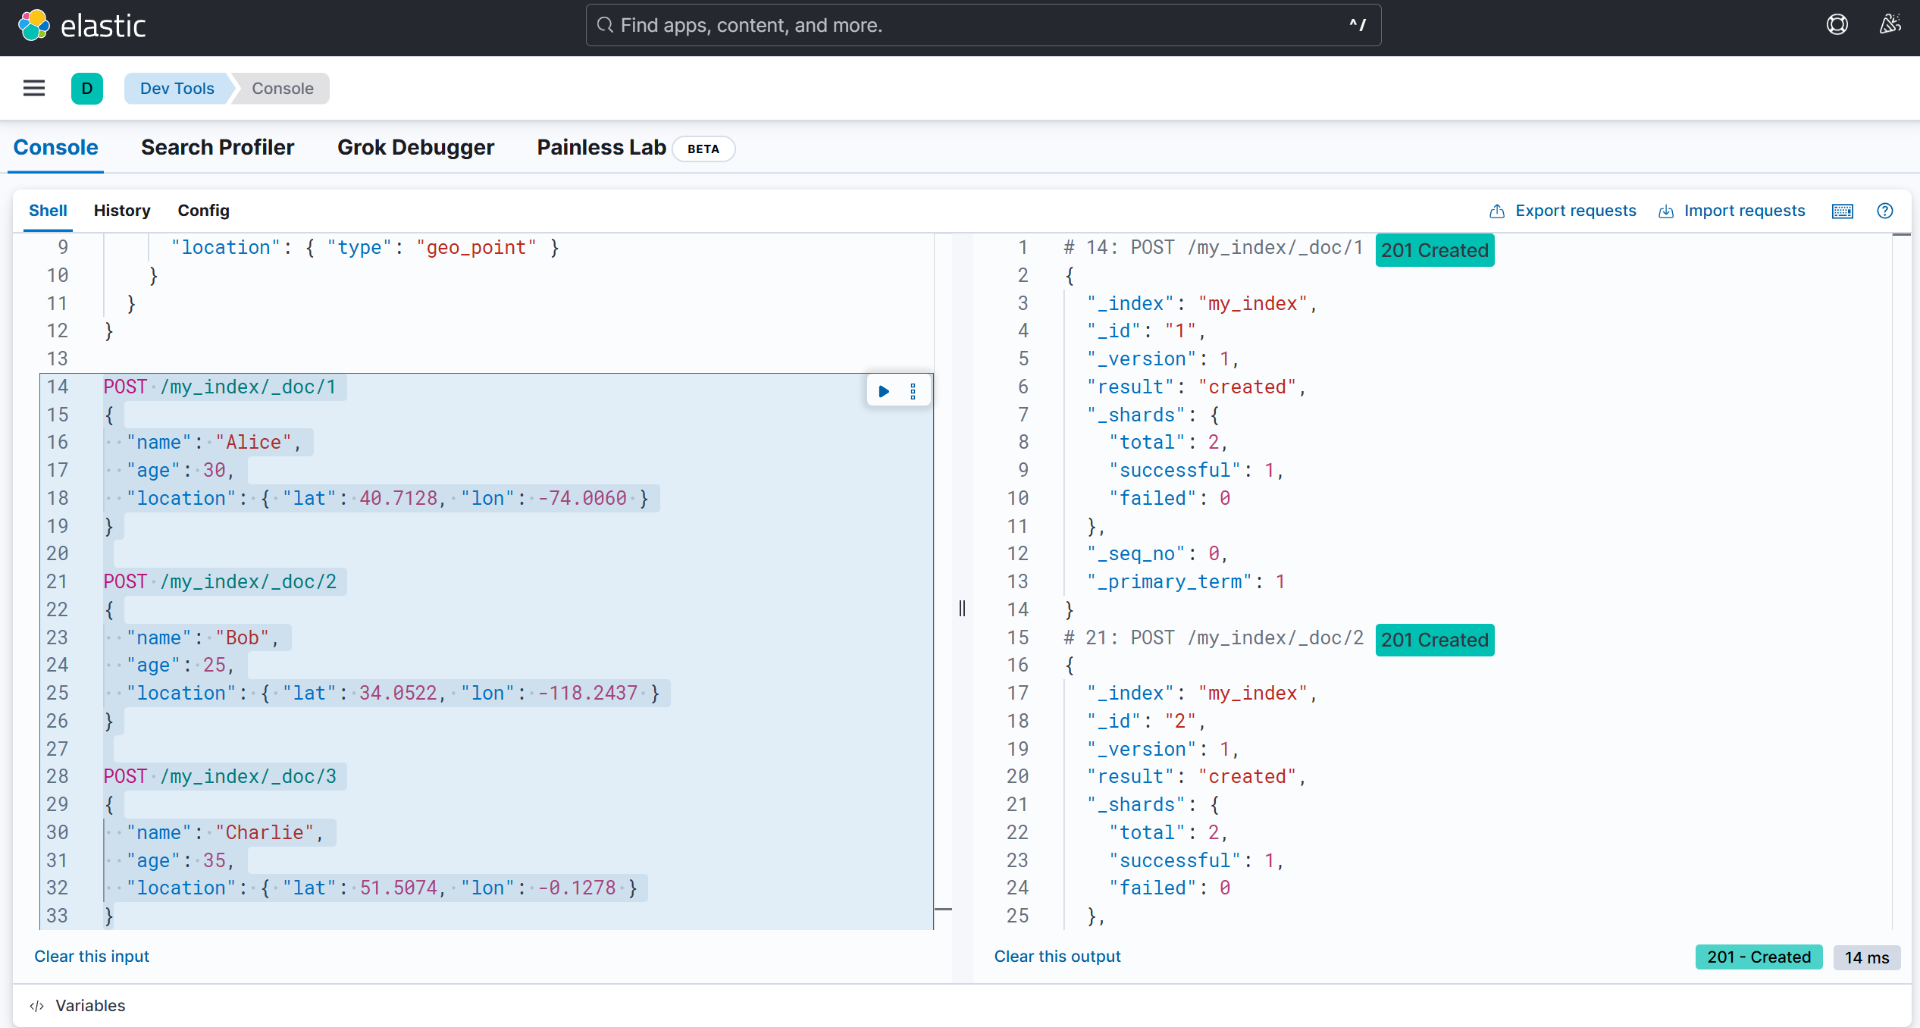 elastic
Find apps, content, and more.
^/
D
Dev Tools
Console
Console
Search Profiler
Grok Debugger
Painless Lab
BETA
Shell
History
Config
Export requests
Import requests
9 "location": { "type": "geo_point" }
10 }
11 }
12 }
13
14 POST /my_index/_doc/1
15 {
16 "name": "Alice",
17 "age": 30,
18 "location": { "lat": 40.7128, "lon": -74.0060 }
19 }
20
21 POST /my_index/_doc/2
22 {
23 "name": "Bob",
24 "age": 25,
25 "location": { "lat": 34.0522, "lon": -118.2437 }
26 }
27
28 POST /my_index/_doc/3
29 {
30 "name": "Charlie",
31 "age": 35,
32 "location": { "lat": 51.5074, "lon": -0.1278 }
33 }
Clear this input
1 # 14: POST /my_index/_doc/1 201 Created
2 {
3 "_index": "my_index",
4 "_id": "1",
5 "_version": 1,
6 "result": "created",
7 "_shards": {
8 "total": 2,
9 "successful": 1,
10 "failed": 0
11 },
12 "_seq_no": 0,
13 "_primary_term": 1
14 }
15 # 21: POST /my_index/_doc/2 201 Created
16 {
17 "_index": "my_index",
18 "_id": "2",
19 "_version": 1,
20 "result": "created",
21 "_shards": {
22 "total": 2,
23 "successful": 1,
24 "failed": 0
25 },
Clear this output
201 - Created
14 ms
</> Variables